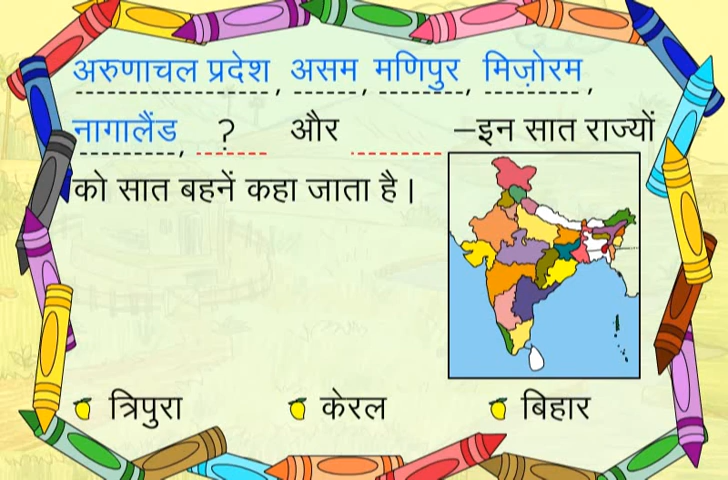 अरुणाचल प्रदेश, असम, मणिपुर, मिज़ोरम,
नागालैंड, ? और –इन सात राज्यों
को सात बहनें कहा जाता है।
त्रिपुरा केरल बिहार